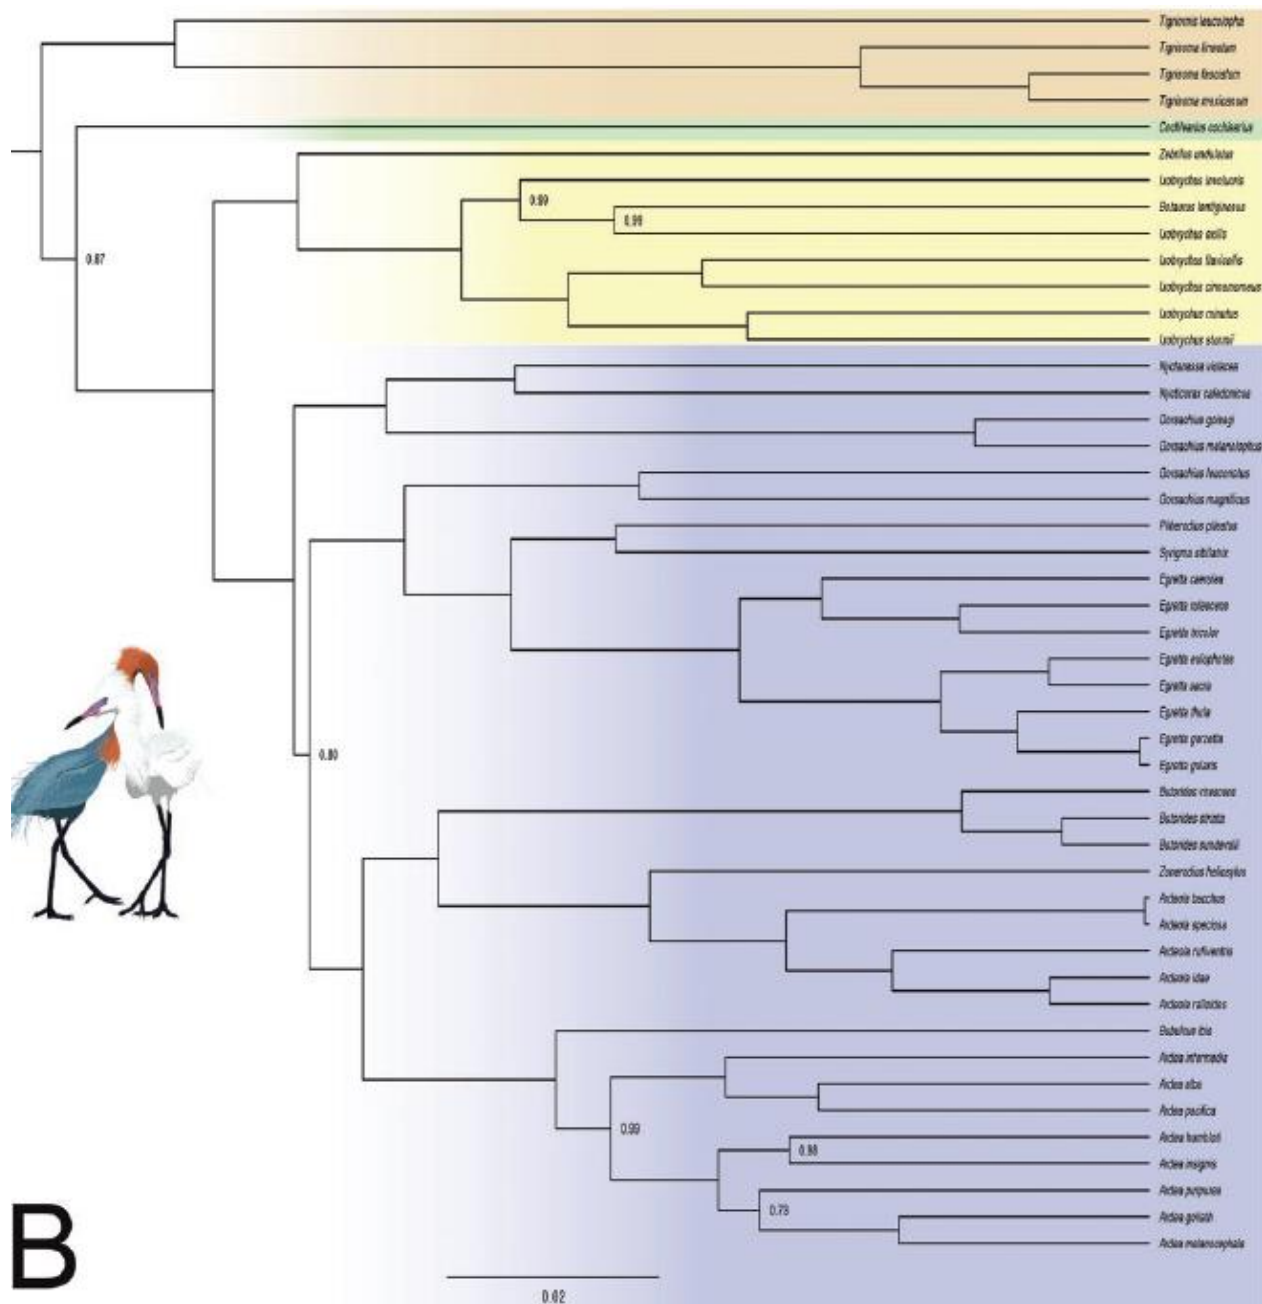 Tigriornis leucolopha
Tigrisoma lineatum
Tigrisoma fasciatum
Tigrisoma mexicanum
Cochlearius cochlearius
Zebrilus undulatus
Ixobrychus involucris
0.99
Botaurus lentiginosus
0.98
Ixobrychus exilis
Ixobrychus flavicollis
0.87
Ixobrychus cinnamomeus
Ixobrychus minutus
Ixobrychus sturmii
Nyctanassa violacea
Nycticorax caledonicus
Gorsachius goisagi
Gorsachius melanolophus
Gorsachius leuconotus
Gorsachius magnificus
Pilherodius pileatus
Syrigma sibilatrix
Egretta caerulea
Egretta rufescens
Egretta tricolor
Egretta eulophotes
Egretta sacra
Egretta thula
Egretta garzetta
0.80
Egretta gularis
Butorides virescens
Butorides striata
Butorides sundevalli
Zonerodius heliosylus
Ardeola bacchus
Ardeola speciosa
Ardeola rufiventris
Ardeola idae
Ardeola ralloides
Bubulcus ibis
Ardea intermedia
Ardea alba
Ardea pacifica
0.99
Ardea humbloti
0.98
Ardea insignis
Ardea purpurea
0.73
Ardea goliath
Ardea melanocephala
B
0.02